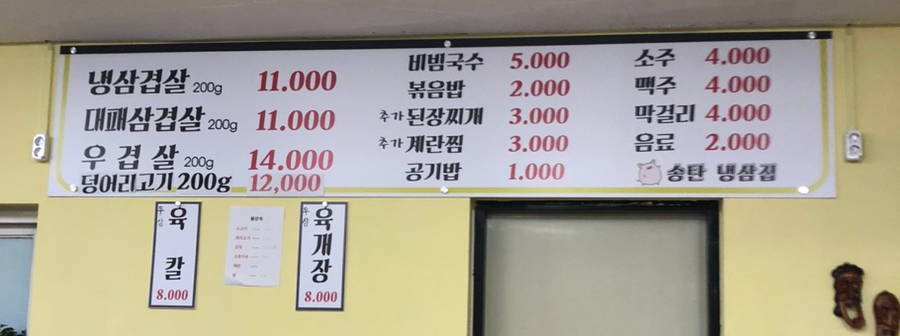 냉삼겹살 200g 11.000
대패삼겹살 200g 11.000
우겹살 200g 14.000
덩어리고기 200g 12,000
비빔국수 5.000
볶음밥 2.000
추가 된장찌개 3.000
추가 계란찜 3.000
공기밥 1.000
소주 4.000
맥주 4.000
막걸리 4.000
음료 2.000
송탄 냉삼집
육칼 8.000
육개장 8.000